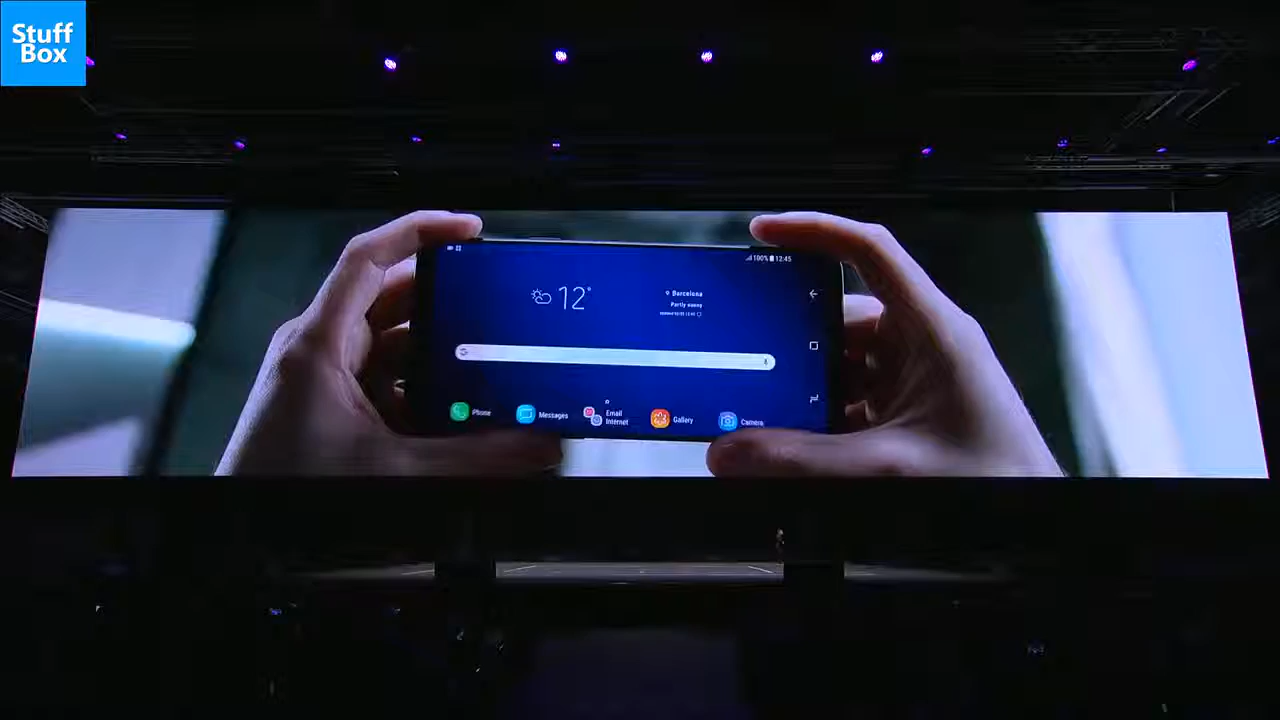 Stuff
Box
100% 12:45
12°
Barcelona
Partly sunny
Phone
Messages
Email
Internet
Gallery
Camera